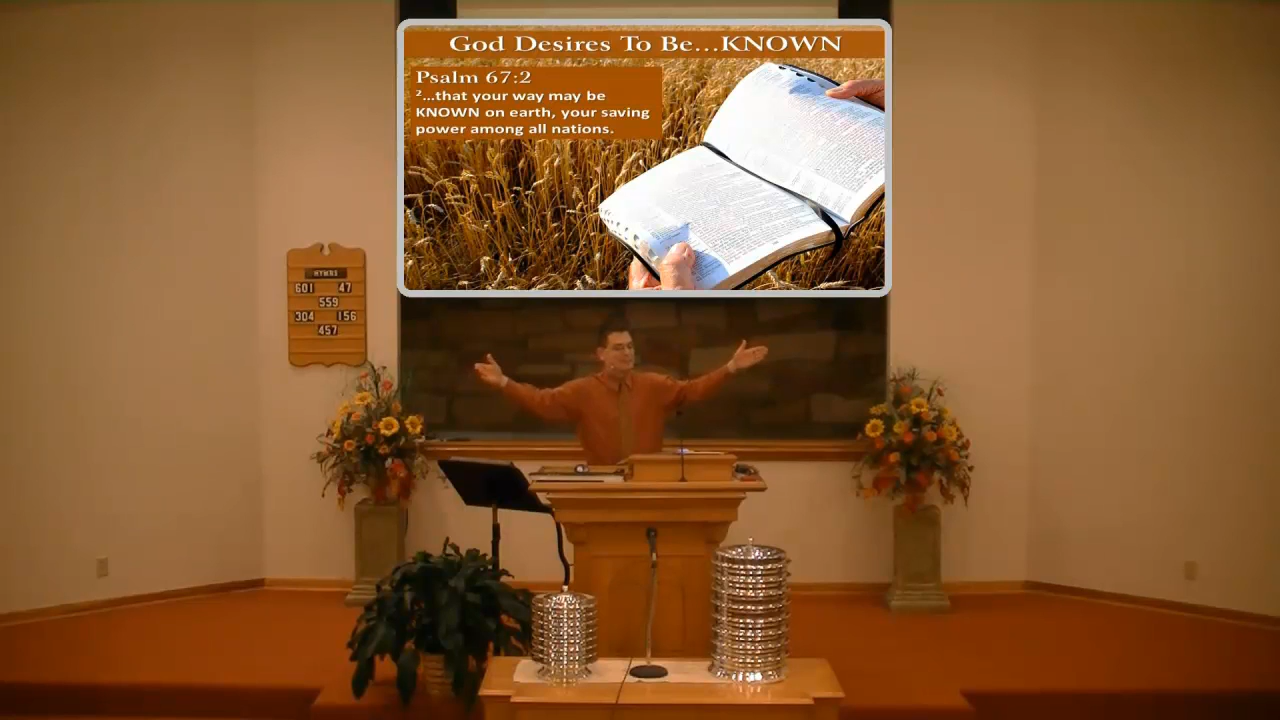 God Desires To Be...KNOWN
Psalm 67:2
²...that your way may be
KNOWN on earth, your saving
power among all nations.
HYMNS
601 47
559
304 156
457